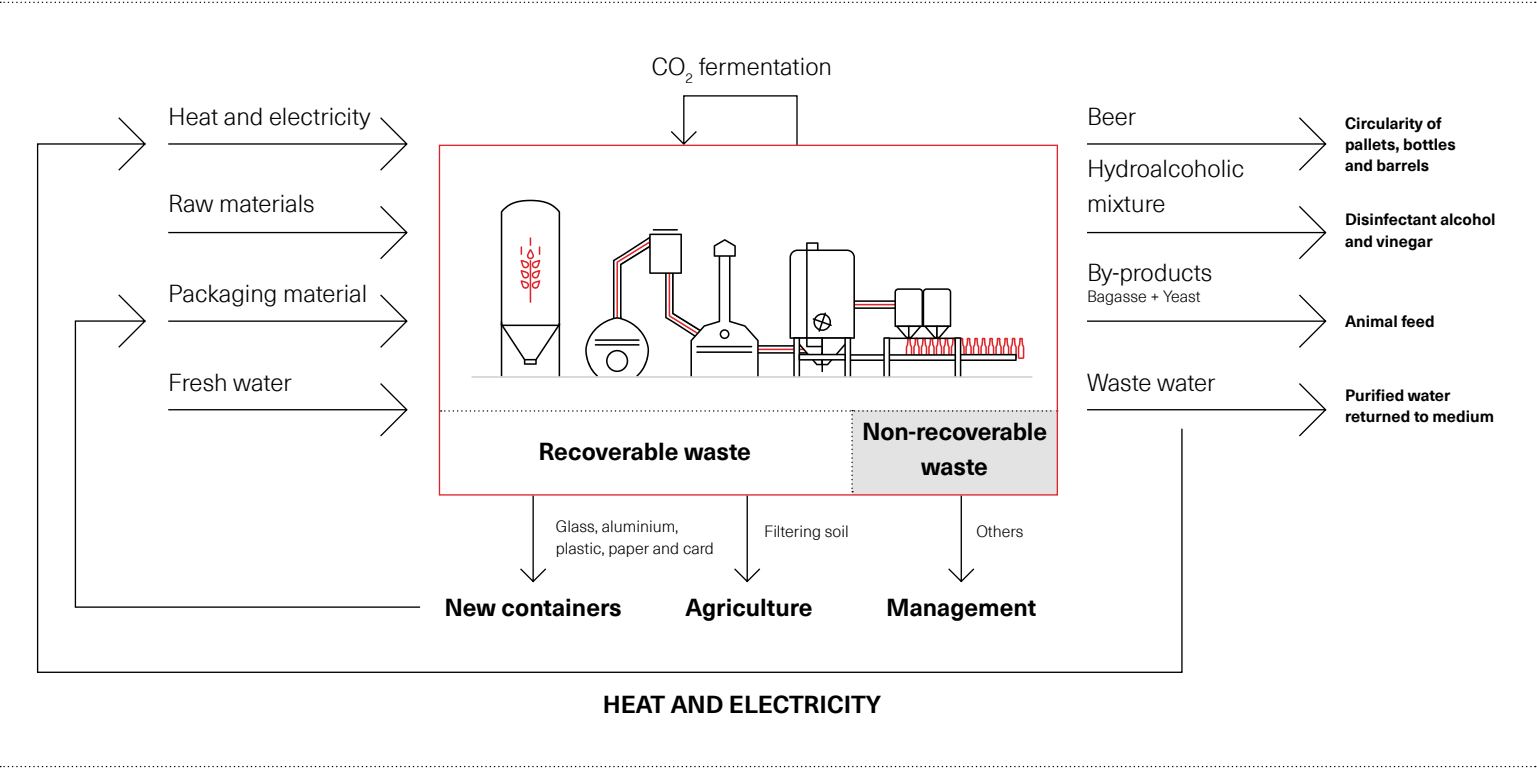 CO₂ fermentation
Heat and electricity
Raw materials
Packaging material
Fresh water
Beer
Circularity of
pallets, bottles
and barrels
Hydroalcoholic
mixture
Disinfectant alcohol
and vinegar
By-products
Bagasse + Yeast
Animal feed
Waste water
Purified water
returned to medium
Recoverable waste
Non-recoverable
waste
Glass, aluminium,
plastic, paper and card
Filtering soil
Others
New containers
Agriculture
Management
HEAT AND ELECTRICITY